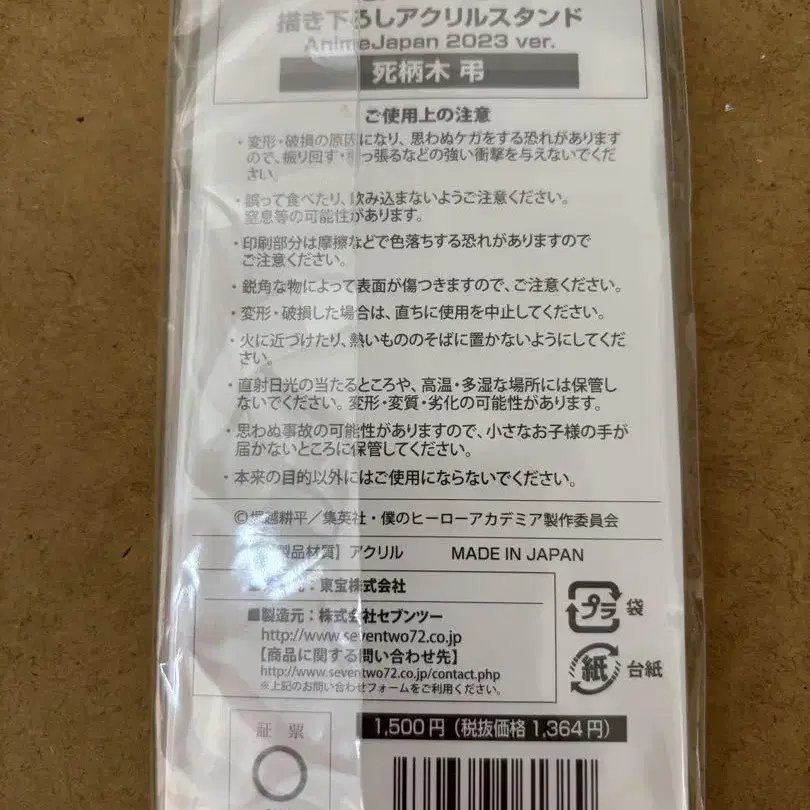 描き下ろしアクリルスタンド
AnimeJapan 2023 ver.
死柄木 弔
ご使用上の注意
・変形・破損の原因になり、思わぬケガをする恐れがあります
ので、振り回す・引っ張るなどの強い衝撃を与えないでくだ
さい。
・誤って食べたり、飲み込まないようご注意ください。
窒息等の可能性があります。
・印刷部分は摩擦などで色落ちする恐れがありますので
ご注意ください。
・鋭角な物によって表面が傷つきますので、ご注意ください。
・変形・破損した場合は、直ちに使用を中止してください。
・火に近づけたり、熱いもののそばに置かないようにしてくだ
さい。
・直射日光の当たるところや、高温・多湿な場所には保管し
ないでください。変形・変質・劣化の可能性があります。
・思わぬ事故の可能性がありますので、小さなお子様の手が
届かないところに保管してください。
・本来の目的以外にはご使用にならないでください。
©堀越耕平／集英社・僕のヒーローアカデミア製作委員会
製品材質】アクリル MADE IN JAPAN
元：東宝株式会社
■製造元：株式会社セブンツー
http://www.seventwo72.co.jp
【商品に関する問い合わせ先】
http://www.seventwo72.co.jp/contact.php
※上記のお問い合わせフォームをご利用ください。
プラ 袋
紙 台紙
証 票
1,500円（税抜価格1,364円）